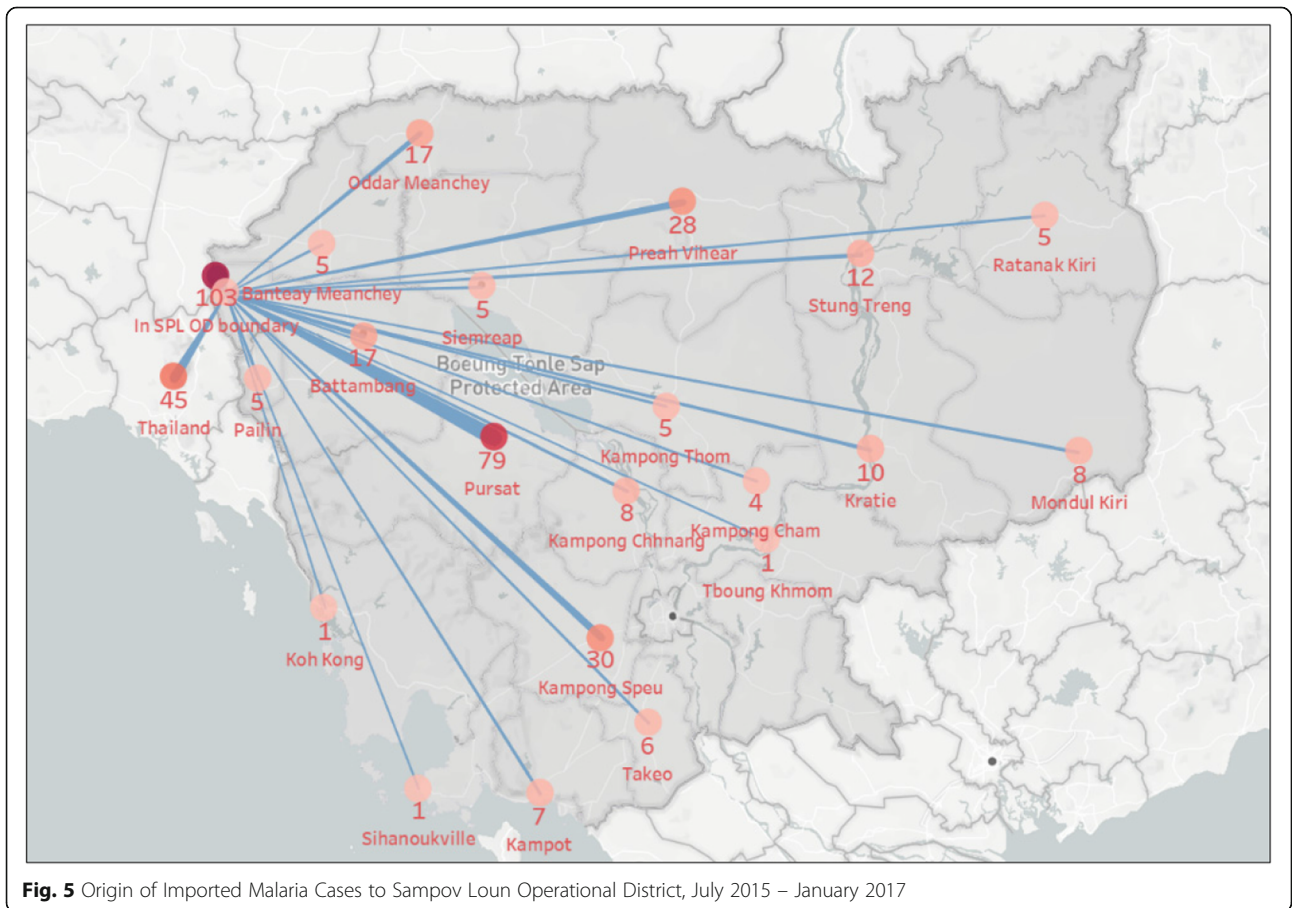 17
Oddar Meanchey
28
Preah Vihear
5
Ratanak Kiri
5
Banteay Meanchey
12
Stung Treng
103
In SPL OD boundary
5
Siemreap
17
Battambang
Boeung Tonle Sap
Protected Area
45
Thailand
5
Pailin
5
Kampong Thom
79
Pursat
10
Kratie
8
Mondul Kiri
8
Kampong Chhnang
4
Kampong Cham
1
Tboung Khmom
1
Koh Kong
30
Kampong Speu
6
Takeo
1
Sihanoukville
7
Kampot
Fig. 5 Origin of Imported Malaria Cases to Sampov Loun Operational District, July 2015 – January 2017